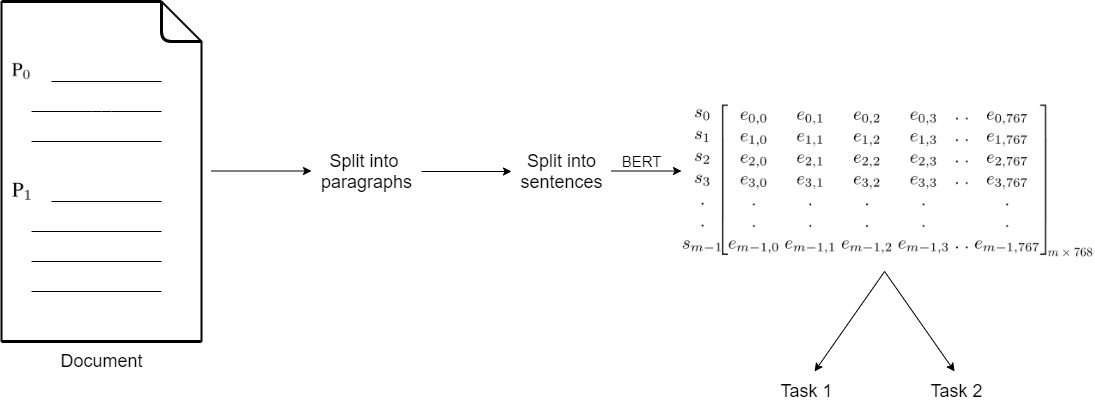 P₀
P₁
Document
Split into
paragraphs
Split into
sentences
BERT
s₀ e₀,₀ e₀,₁ e₀,₂ e₀,₃ . . e₀,₇₆₇
s₁ e₁,₀ e₁,₁ e₁,₂ e₁,₃ . . e₁,₇₆₇
s₂ e₂,₀ e₂,₁ e₂,₂ e₂,₃ . . e₂,₇₆₇
s₃ e₃,₀ e₃,₁ e₃,₂ e₃,₃ . . e₃,₇₆₇
. . . . . .
. . . . . .
sₘ₋₁ eₘ₋₁,₀ eₘ₋₁,₁ eₘ₋₁,₂ eₘ₋₁,₃ . . eₘ₋₁,₇₆₇
m × 768
Task 1
Task 2